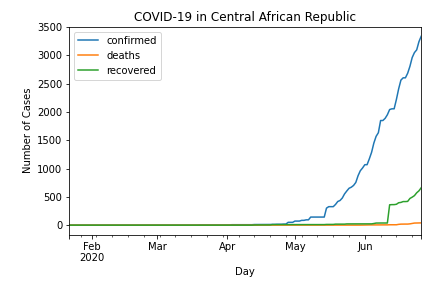 COVID-19 in Central African Republic
confirmed
deaths
recovered
Number of Cases
3500
3000
2500
2000
1500
1000
500
0
Feb
2020
Mar
Apr
May
Jun
Day